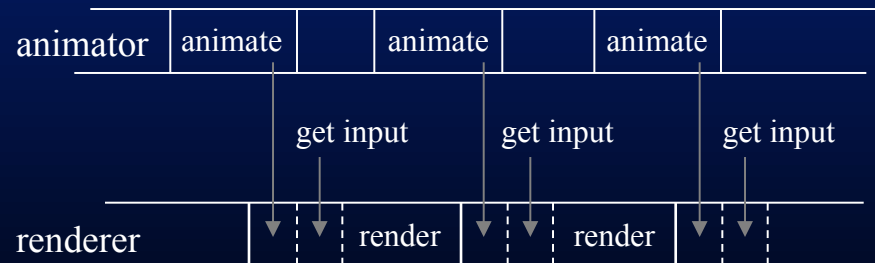 animator animate animate animate
get input get input get input
renderer render render